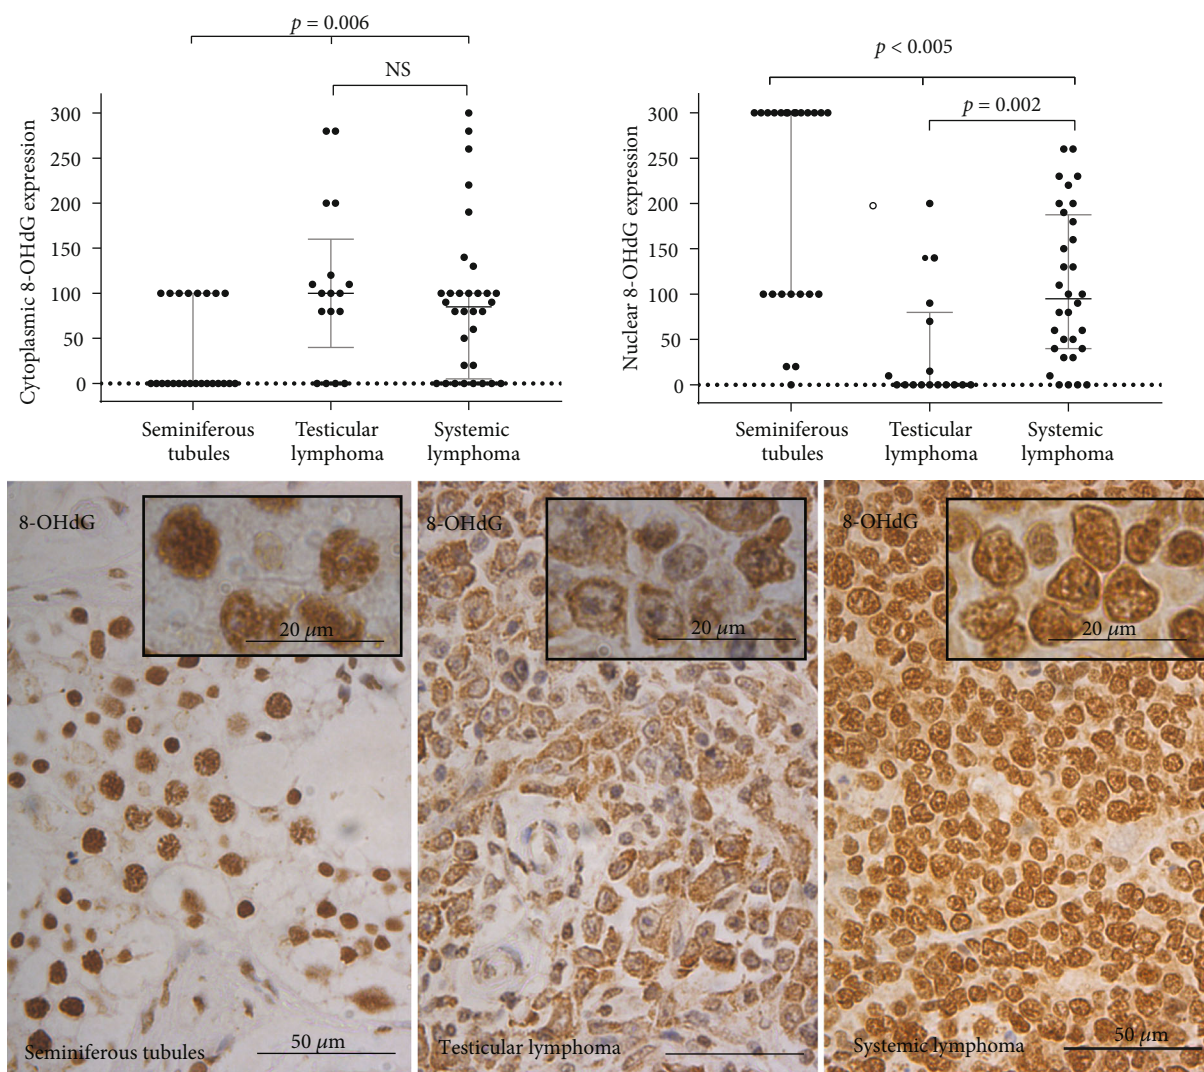 p = 0.006
NS
300
250
200
150
100
50
0
Cytoplasmic 8-OHdG expression
Seminiferous
tubules
Testicular
lymphoma
Systemic
lymphoma
p < 0.005
p = 0.002
300
250
200
150
100
50
0
Nuclear 8-OHdG expression
Seminiferous
tubules
Testicular
lymphoma
Systemic
lymphoma
8-OHdG
20 μm
Seminiferous tubules
50 μm
8-OHdG
20 μm
Testicular lymphoma
8-OHdG
20 μm
Systemic lymphoma
50 μm